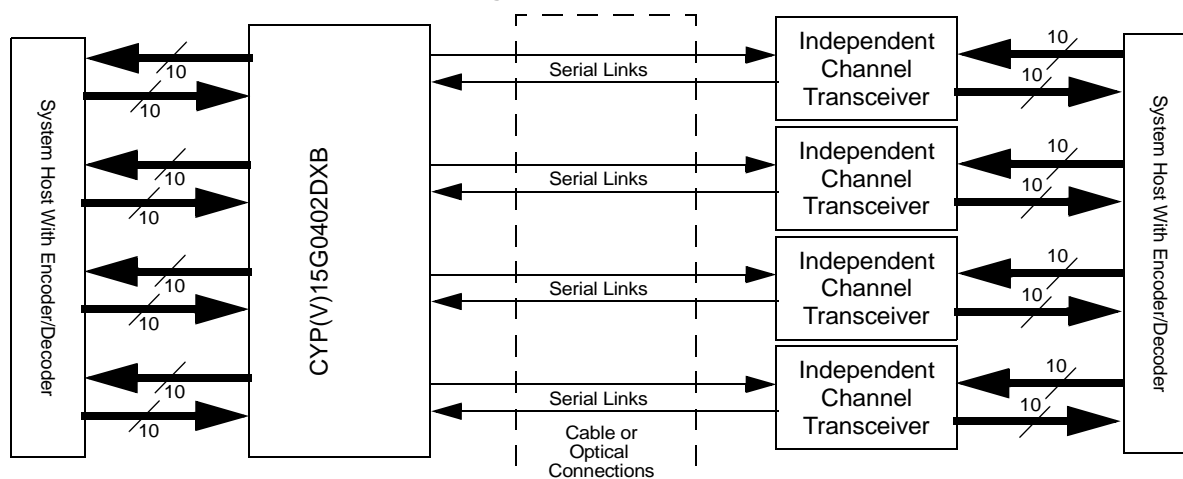 System Host With Encoder/Decoder
10
10
10
10
10
10
10
10
CYP(V)15G0402DXB
Serial Links
Serial Links
Serial Links
Serial Links
Cable or
Optical
Connections
Independent
Channel
Transceiver
Independent
Channel
Transceiver
Independent
Channel
Transceiver
Independent
Channel
Transceiver
10
10
10
10
10
10
10
10
System Host With Encoder/Decoder